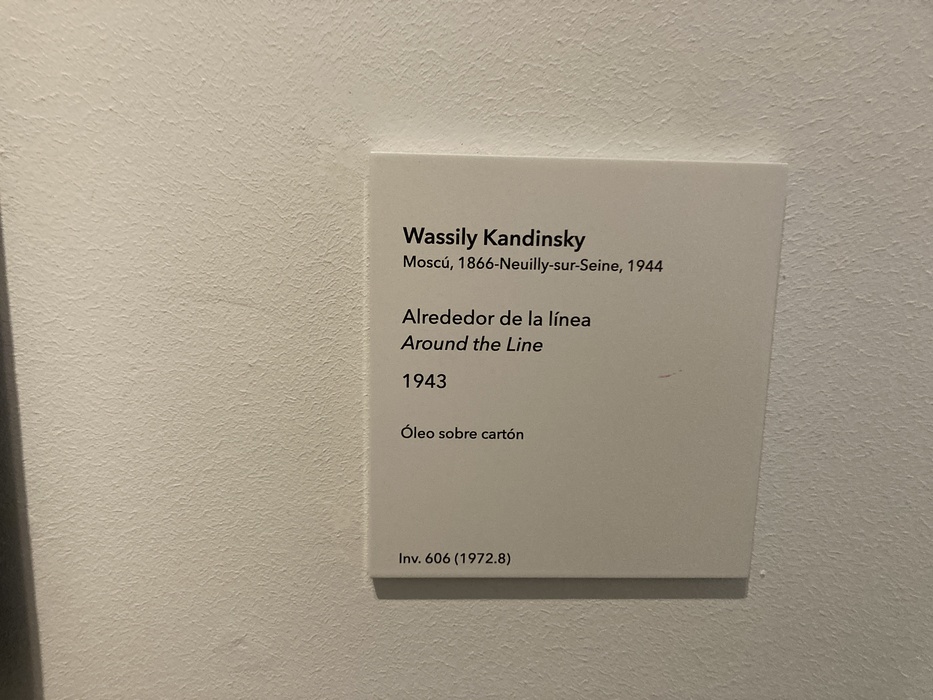 Wassily Kandinsky
Moscú, 1866-Neuilly-sur-Seine, 1944
Alrededor de la línea
Around the Line
1943
Óleo sobre cartón
Inv. 606 (1972.8)